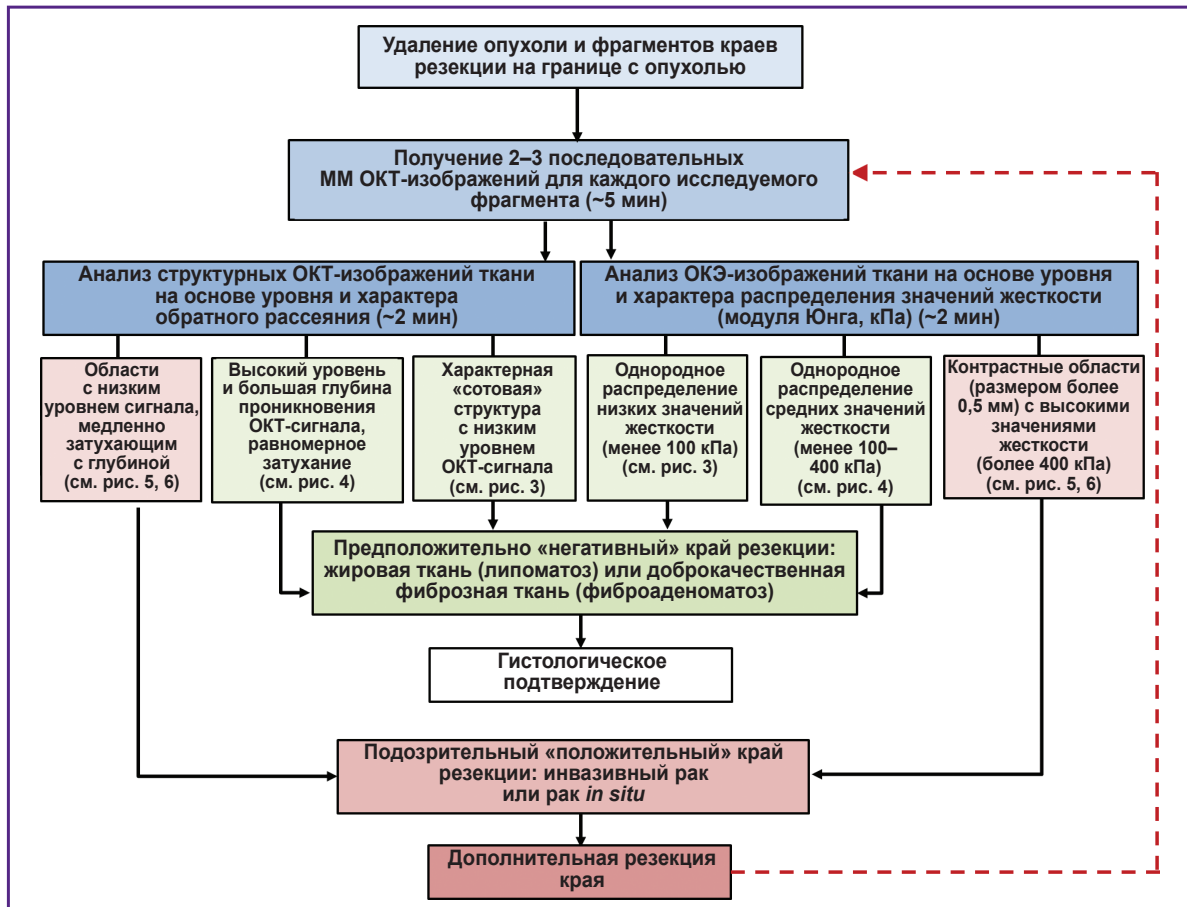 Удаление опухоли и фрагментов краев
резекции на границе с опухолью
Получение 2–3 последовательных
ММ ОКТ-изображений для каждого исследуемого
фрагмента (~5 мин)
Анализ структурных ОКТ-изображений ткани
на основе уровня и характера
обратного рассеяния (~2 мин)
Анализ ОКЭ-изображений ткани на основе уровня
и характера распределения значений жесткости
(модуля Юнга, кПа) (~2 мин)
Области
с низким
уровнем сигнала,
медленно
затухающим
с глубиной
(см. рис. 5, 6)
Высокий уровень
и большая глубина
проникновения
ОКТ-сигнала,
равномерное
затухание
(см. рис. 4)
Характерная
«сотовая»
структура
с низким
уровнем
ОКТ-сигнала
(см. рис. 3)
Однородное
распределение
низких значений
жесткости
(менее 100 кПа)
(см. рис. 3)
Однородное
распределение
средних значений
жесткости
(менее 100–
400 кПа)
(см. рис. 4)
Контрастные области
(размером более
0,5 мм) с высокими
значениями
жесткости
(более 400 кПа)
(см. рис. 5, 6)
Предположительно «негативный» край резекции:
жировая ткань (липоматоз) или доброкачественная
фиброзная ткань (фиброаденоматоз)
Гистологическое
подтверждение
Подозрительный «положительный» край
резекции: инвазивный рак
или рак in situ
Дополнительная резекция
края